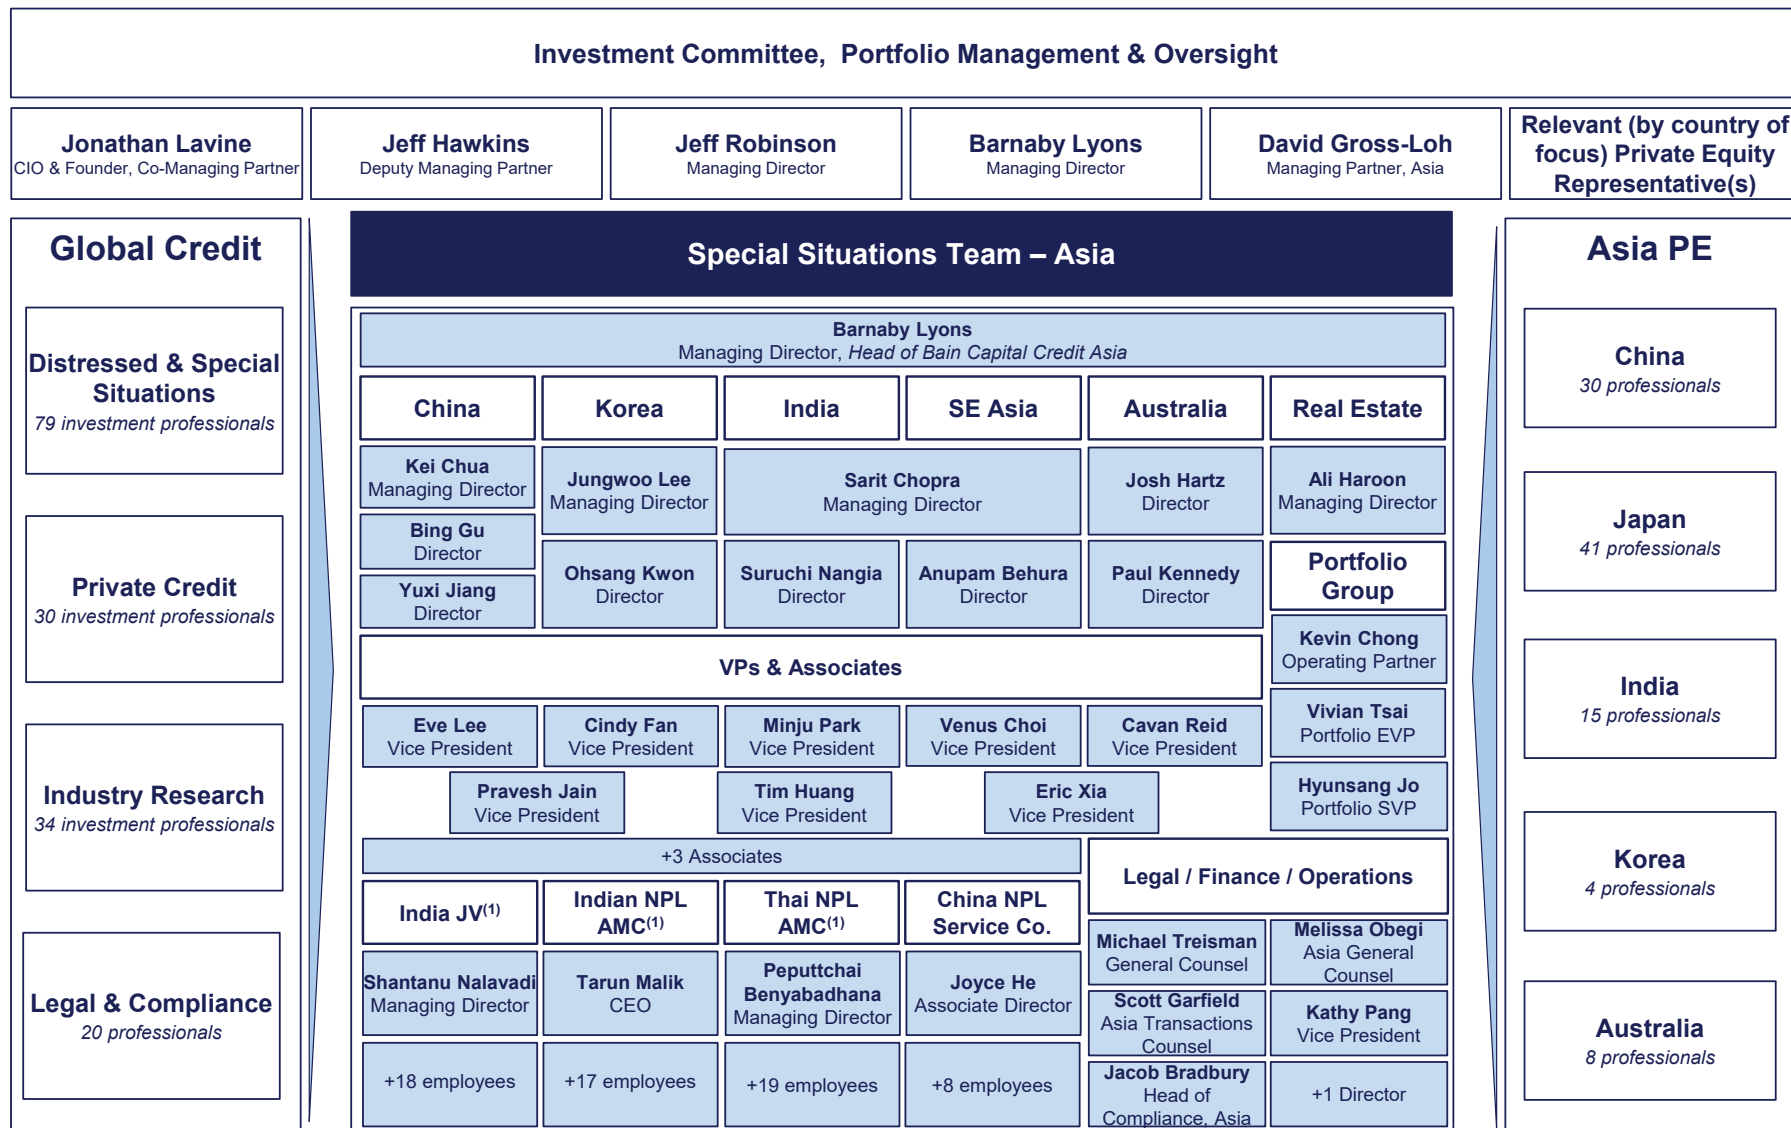 Investment Committee,  Portfolio Management & Oversight
Jonathan Lavine
CIO & Founder, Co-Managing Partner
Jeff Hawkins
Deputy Managing Partner
Jeff Robinson
Managing Director
Barnaby Lyons
Managing Director
David Gross-Loh
Managing Partner, Asia
Relevant (by country of
focus) Private Equity
Representative(s)
Global Credit
Distressed & Special
Situations
79 investment professionals
Private Credit
30 investment professionals
Industry Research
34 investment professionals
Legal & Compliance
20 professionals
Special Situations Team – Asia
Barnaby Lyons
Managing Director, Head of Bain Capital Credit Asia
China
Korea
India
SE Asia
Australia
Real Estate
Kei Chua
Managing Director
Bing Gu
Director
Yuxi Jiang
Director
Jungwoo Lee
Managing Director
Ohsang Kwon
Director
Sarit Chopra
Managing Director
Suruchi Nangia
Director
Anupam Behura
Director
Josh Hartz
Director
Paul Kennedy
Director
Ali Haroon
Managing Director
Portfolio
Group
Kevin Chong
Operating Partner
Vivian Tsai
Portfolio EVP
Hyunsang Jo
Portfolio SVP
VPs & Associates
Eve Lee
Vice President
Cindy Fan
Vice President
Minju Park
Vice President
Venus Choi
Vice President
Cavan Reid
Vice President
Pravesh Jain
Vice President
Tim Huang
Vice President
Eric Xia
Vice President
+3 Associates
India JV(1)
Indian NPL
AMC(1)
Thai NPL
AMC(1)
China NPL
Service Co.
Shantanu Nalavadi
Managing Director
Tarun Malik
CEO
Peputtchai
Benyabadhana
Managing Director
Joyce He
Associate Director
+18 employees
+17 employees
+19 employees
+8 employees
Legal / Finance / Operations
Michael Treisman
General Counsel
Melissa Obegi
Asia General
Counsel
Scott Garfield
Asia Transactions
Counsel
Kathy Pang
Vice President
Jacob Bradbury
Head of
Compliance, Asia
+1 Director
Asia PE
China
30 professionals
Japan
41 professionals
India
15 professionals
Korea
4 professionals
Australia
8 professionals